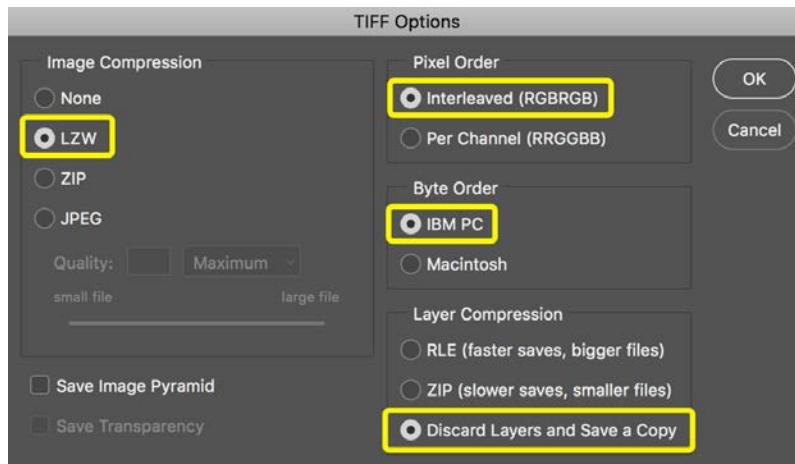 TIFF Options
Image Compression
None
LZW
ZIP
JPEG
Quality: Maximum
small file large file
Save Image Pyramid
Save Transparency
Pixel Order
Interleaved (RGBRGB)
Per Channel (RRGGBB)
Byte Order
IBM PC
Macintosh
Layer Compression
RLE (faster saves, bigger files)
ZIP (slower saves, smaller files)
Discard Layers and Save a Copy
OK
Cancel